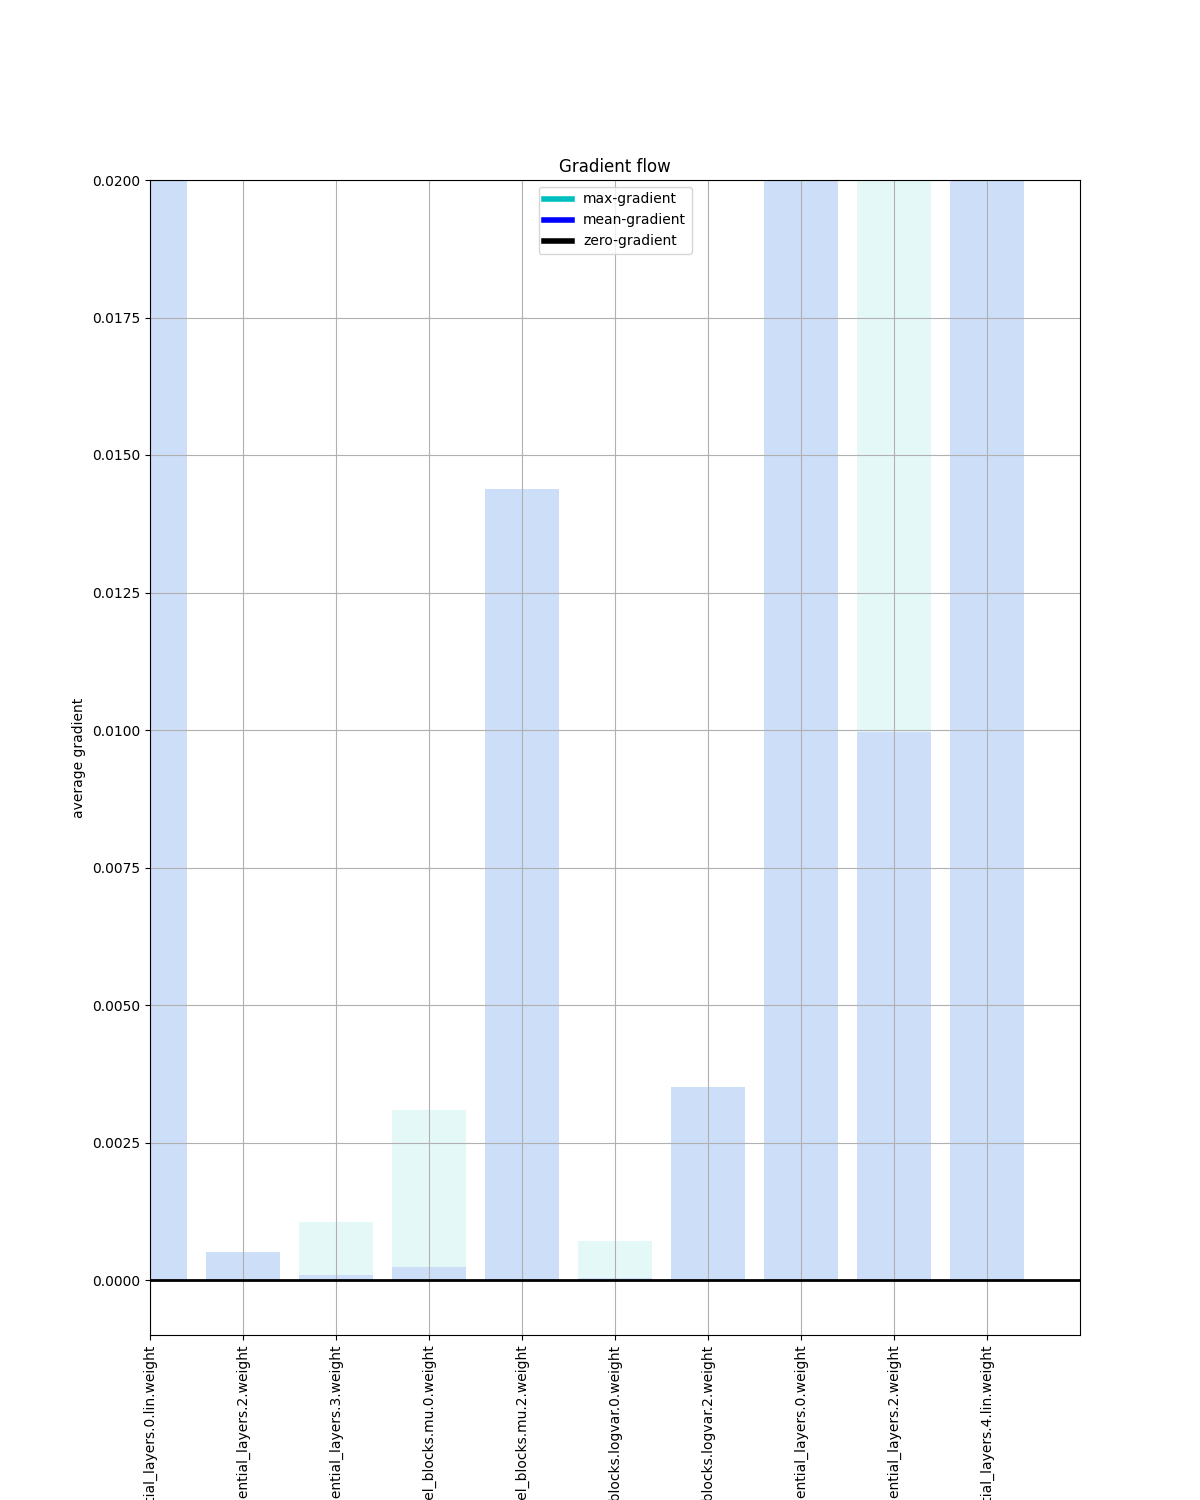 Gradient flow
max-gradient
mean-gradient
zero-gradient
0.0200
0.0175
0.0150
0.0125
0.0100
0.0075
0.0050
0.0025
0.0000
average gradient
tial_layers.0.lin.weight
ential_layers.2.weight
ential_layers.3.weight
el_blocks.mu.0.weight
el_blocks.mu.2.weight
blocks.logvar.0.weight
blocks.logvar.2.weight
ential_layers.0.weight
ential_layers.2.weight
tial_layers.4.lin.weight